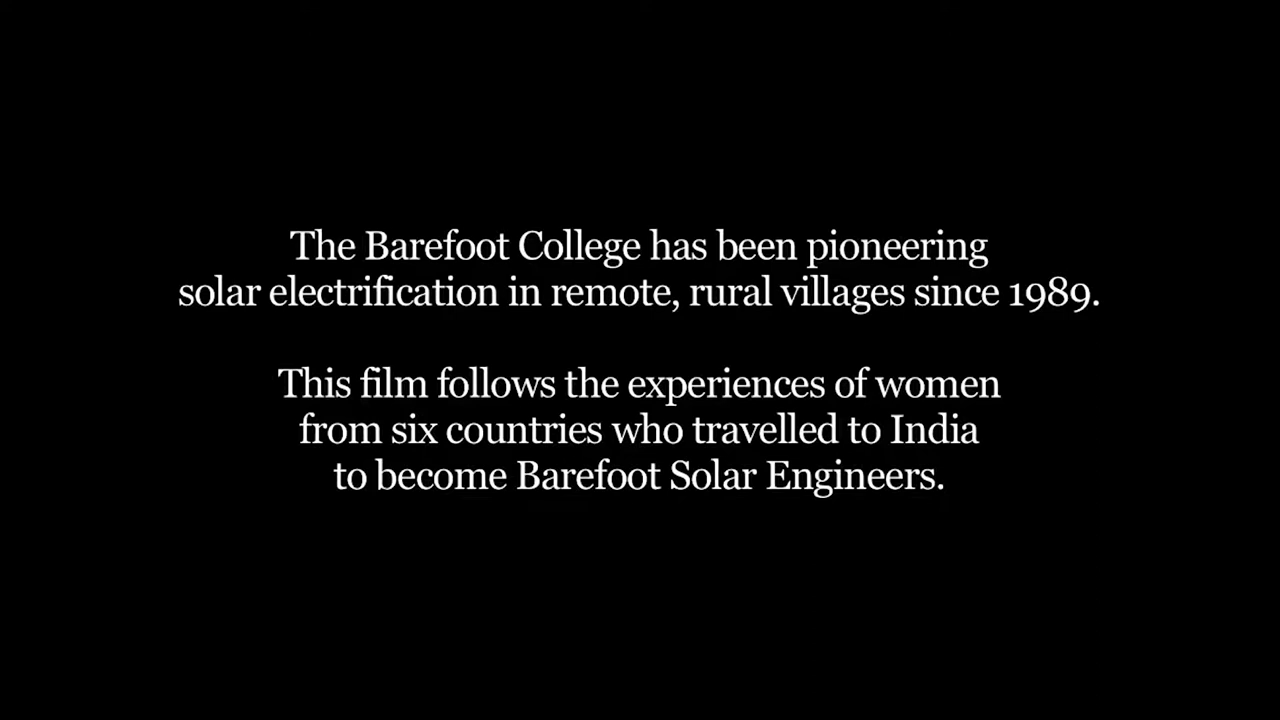 The Barefoot College has been pioneering
solar electrification in remote, rural villages since 1989.
This film follows the experiences of women
from six countries who travelled to India
to become Barefoot Solar Engineers.